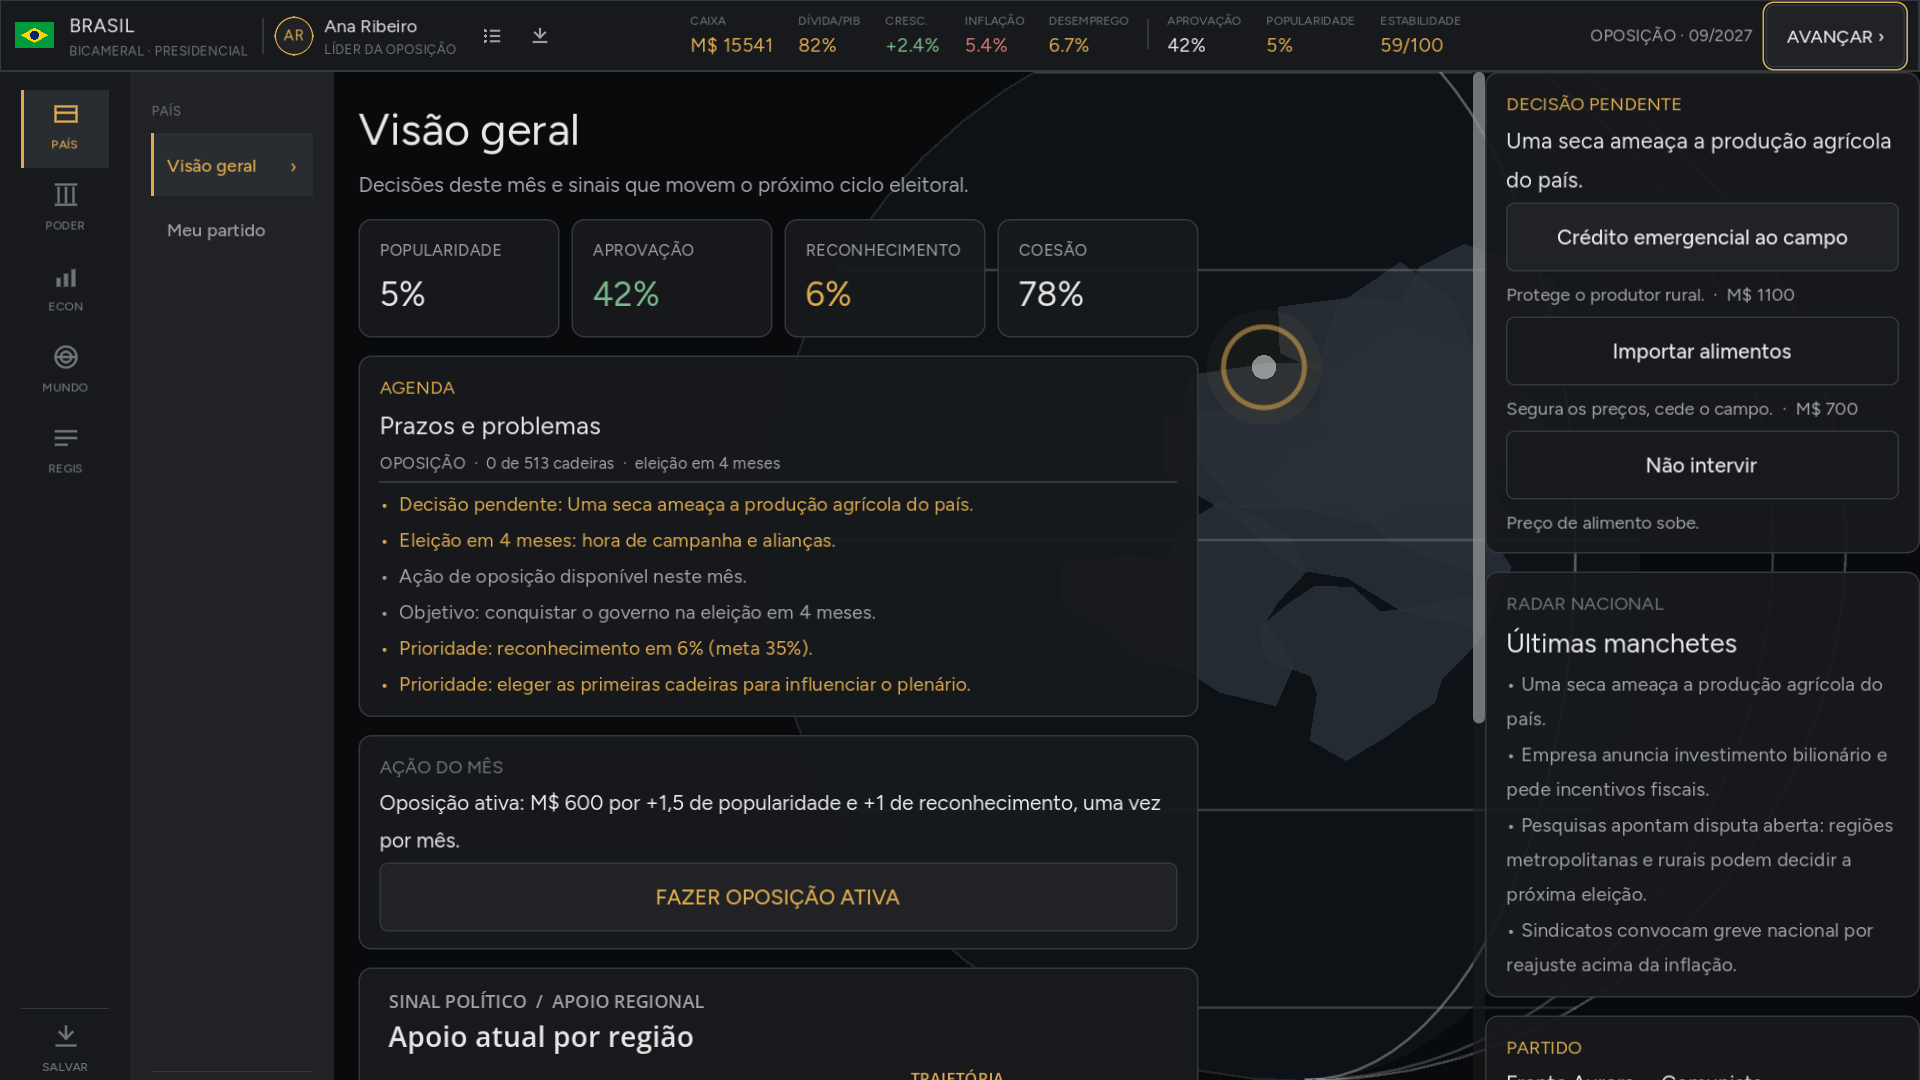 BRASIL
BICAMERAL · PRESIDENCIAL
AR
Ana Ribeiro
LÍDER DA OPOSIÇÃO
CAIXA
M$ 15541
DÍVIDA/PIB
82%
CRESC.
+2.4%
INFLAÇÃO
5.4%
DESEMPREGO
6.7%
APROVAÇÃO
42%
POPULARIDADE
5%
ESTABILIDADE
59/100
OPOSIÇÃO · 09/2027
AVANÇAR ›
PAÍS
PODER
ECON
MUNDO
REGIS
SALVAR
PAÍS
Visão geral ›
Meu partido
Visão geral
Decisões deste mês e sinais que movem o próximo ciclo eleitoral.
POPULARIDADE
5%
APROVAÇÃO
42%
RECONHECIMENTO
6%
COESÃO
78%
AGENDA
Prazos e problemas
OPOSIÇÃO · 0 de 513 cadeiras · eleição em 4 meses
• Decisão pendente: Uma seca ameaça a produção agrícola do país.
• Eleição em 4 meses: hora de campanha e alianças.
• Ação de oposição disponível neste mês.
• Objetivo: conquistar o governo na eleição em 4 meses.
• Prioridade: reconhecimento em 6% (meta 35%).
• Prioridade: eleger as primeiras cadeiras para influenciar o plenário.
AÇÃO DO MÊS
Oposição ativa: M$ 600 por +1,5 de popularidade e +1 de reconhecimento, uma vez
por mês.
FAZER OPOSIÇÃO ATIVA
SINAL POLÍTICO / APOIO REGIONAL
Apoio atual por região
TRAJETÓRIA
DECISÃO PENDENTE
Uma seca ameaça a produção agrícola
do país.
Crédito emergencial ao campo
Protege o produtor rural. · M$ 1100
Importar alimentos
Segura os preços, cede o campo. · M$ 700
Não intervir
Preço de alimento sobe.
RADAR NACIONAL
Últimas manchetes
• Uma seca ameaça a produção agrícola do
país.
• Empresa anuncia investimento bilionário e
pede incentivos fiscais.
• Pesquisas apontam disputa aberta: regiões
metropolitanas e rurais podem decidir a
próxima eleição.
• Sindicatos convocam greve nacional por
reajuste acima da inflação.
PARTIDO